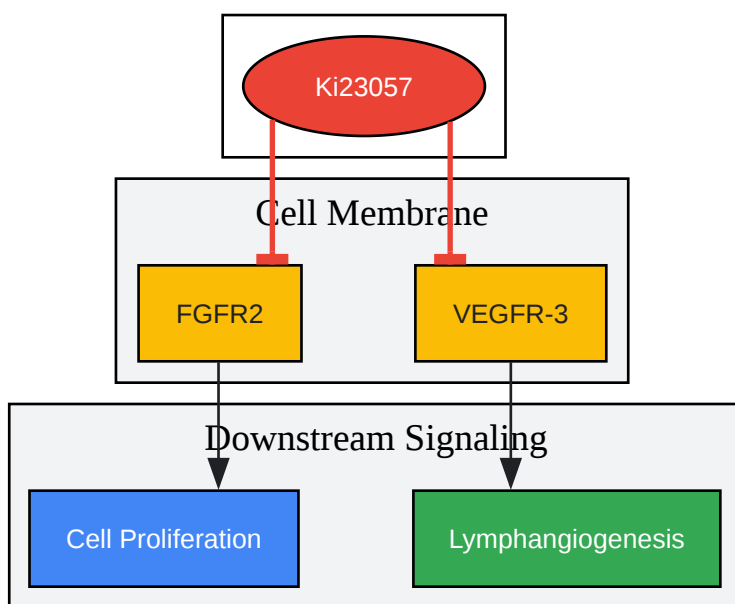 Ki23057
Cell Membrane
FGFR2
VEGFR-3
Downstream Signaling
Cell Proliferation
Lymphangiogenesis